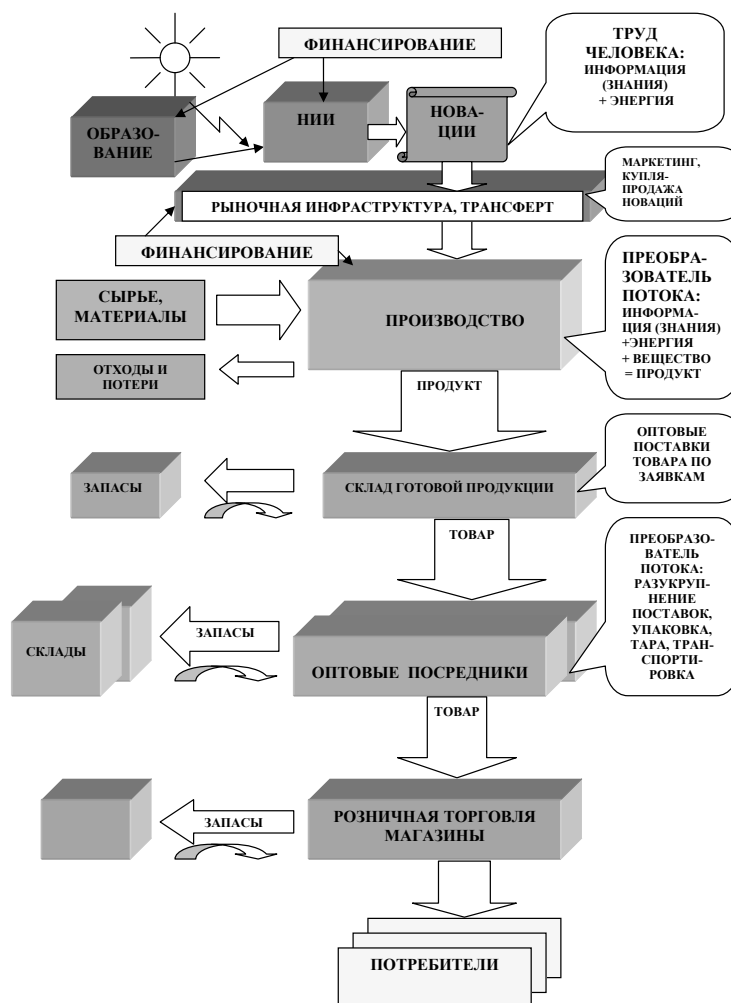 ФИНАНСИРОВАНИЕ
ТРУД
ЧЕЛОВЕКА:
ИНФОРМАЦИЯ
(ЗНАНИЯ)
+ ЭНЕРГИЯ
ОБРАЗО-
ВАНИЕ
НИИ
НОВА-
ЦИИ
МАРКЕТИНГ,
КУПЛЯ-
ПРОДАЖА
НОВАЦИЙ
РЫНОЧНАЯ ИНФРАСТРУКТУРА, ТРАНСФЕРТ
ФИНАНСИРОВАНИЕ
ПРЕОБРА-
ЗОВАТЕЛЬ
ПОТОКА:
ИНФОРМА-
ЦИЯ (ЗНАНИЯ)
+ЭНЕРГИЯ
+ ВЕЩЕСТВО
= ПРОДУКТ
СЫРЬЕ,
МАТЕРИАЛЫ
ПРОИЗВОДСТВО
ОТХОДЫ И
ПОТЕРИ
ПРОДУКТ
ОПТОВЫЕ
ПОСТАВКИ
ТОВАРА ПО
ЗАЯВКАМ
ЗАПАСЫ
СКЛАД ГОТОВОЙ ПРОДУКЦИИ
ТОВАР
ПРЕОБРАЗО-
ВАТЕЛЬ
ПОТОКА:
РАЗУКРУП-
НЕНИЕ
ПОСТАВОК,
УПАКОВКА,
ТАРА, ТРАН-
СПОРТИ-
РОВКА
СКЛАДЫ
ЗАПАСЫ
ОПТОВЫЕ ПОСРЕДНИКИ
ТОВАР
ЗАПАСЫ
РОЗНИЧНАЯ ТОРГОВЛЯ
МАГАЗИНЫ
ПОТРЕБИТЕЛИ